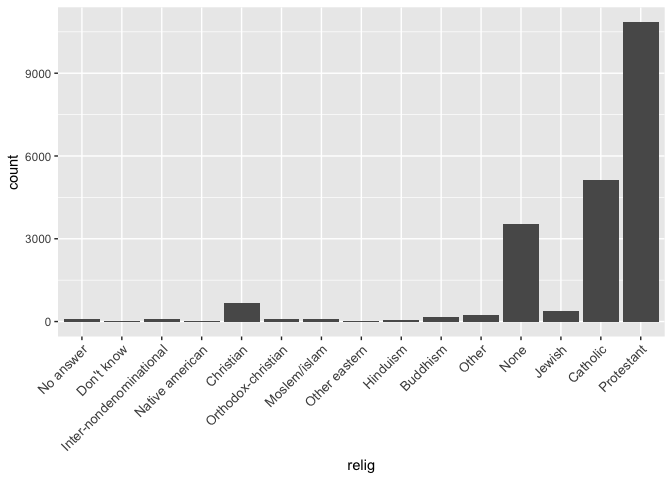 9000
6000
3000
0
count
No answer
Don't know
Inter-nondenominational
Native american
Christian
Orthodox-christian
Moslem/islam
Other eastern
Hinduism
Buddhism
Other
None
Jewish
Catholic
Protestant
relig